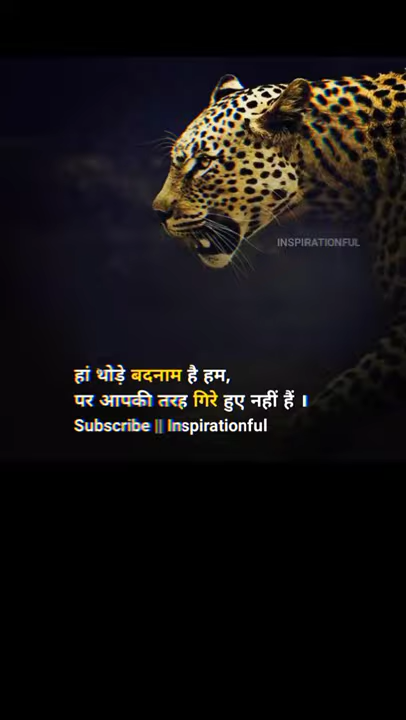 INSPIRATIONFUL
हां थोड़े बदनाम है हम,
पर आपकी तरह गिरे हुए नहीं हैं ।
Subscribe || Inspirationful